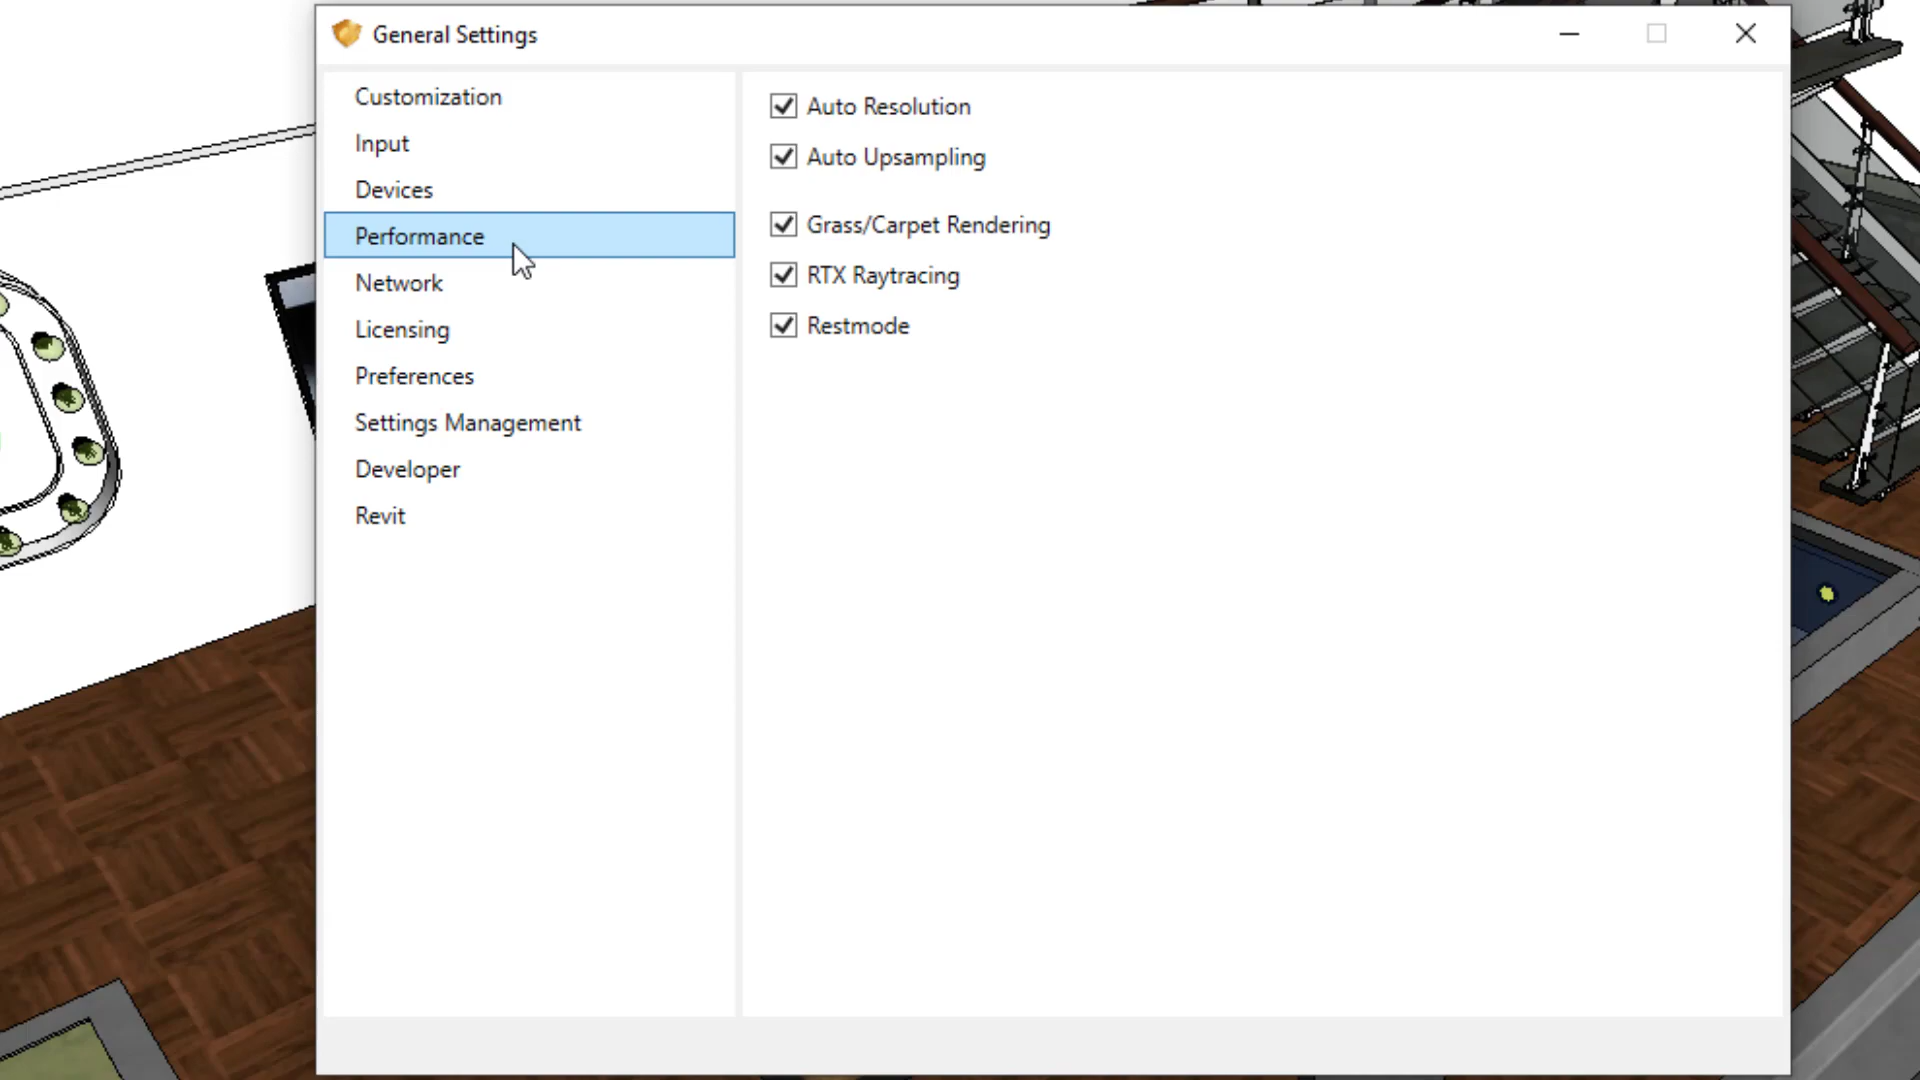 General Settings
Customization
Input
Devices
Performance
Network
Licensing
Preferences
Settings Management
Developer
Revit
Auto Resolution
Auto Upsampling
Grass/Carpet Rendering
RTX Raytracing
Restmode